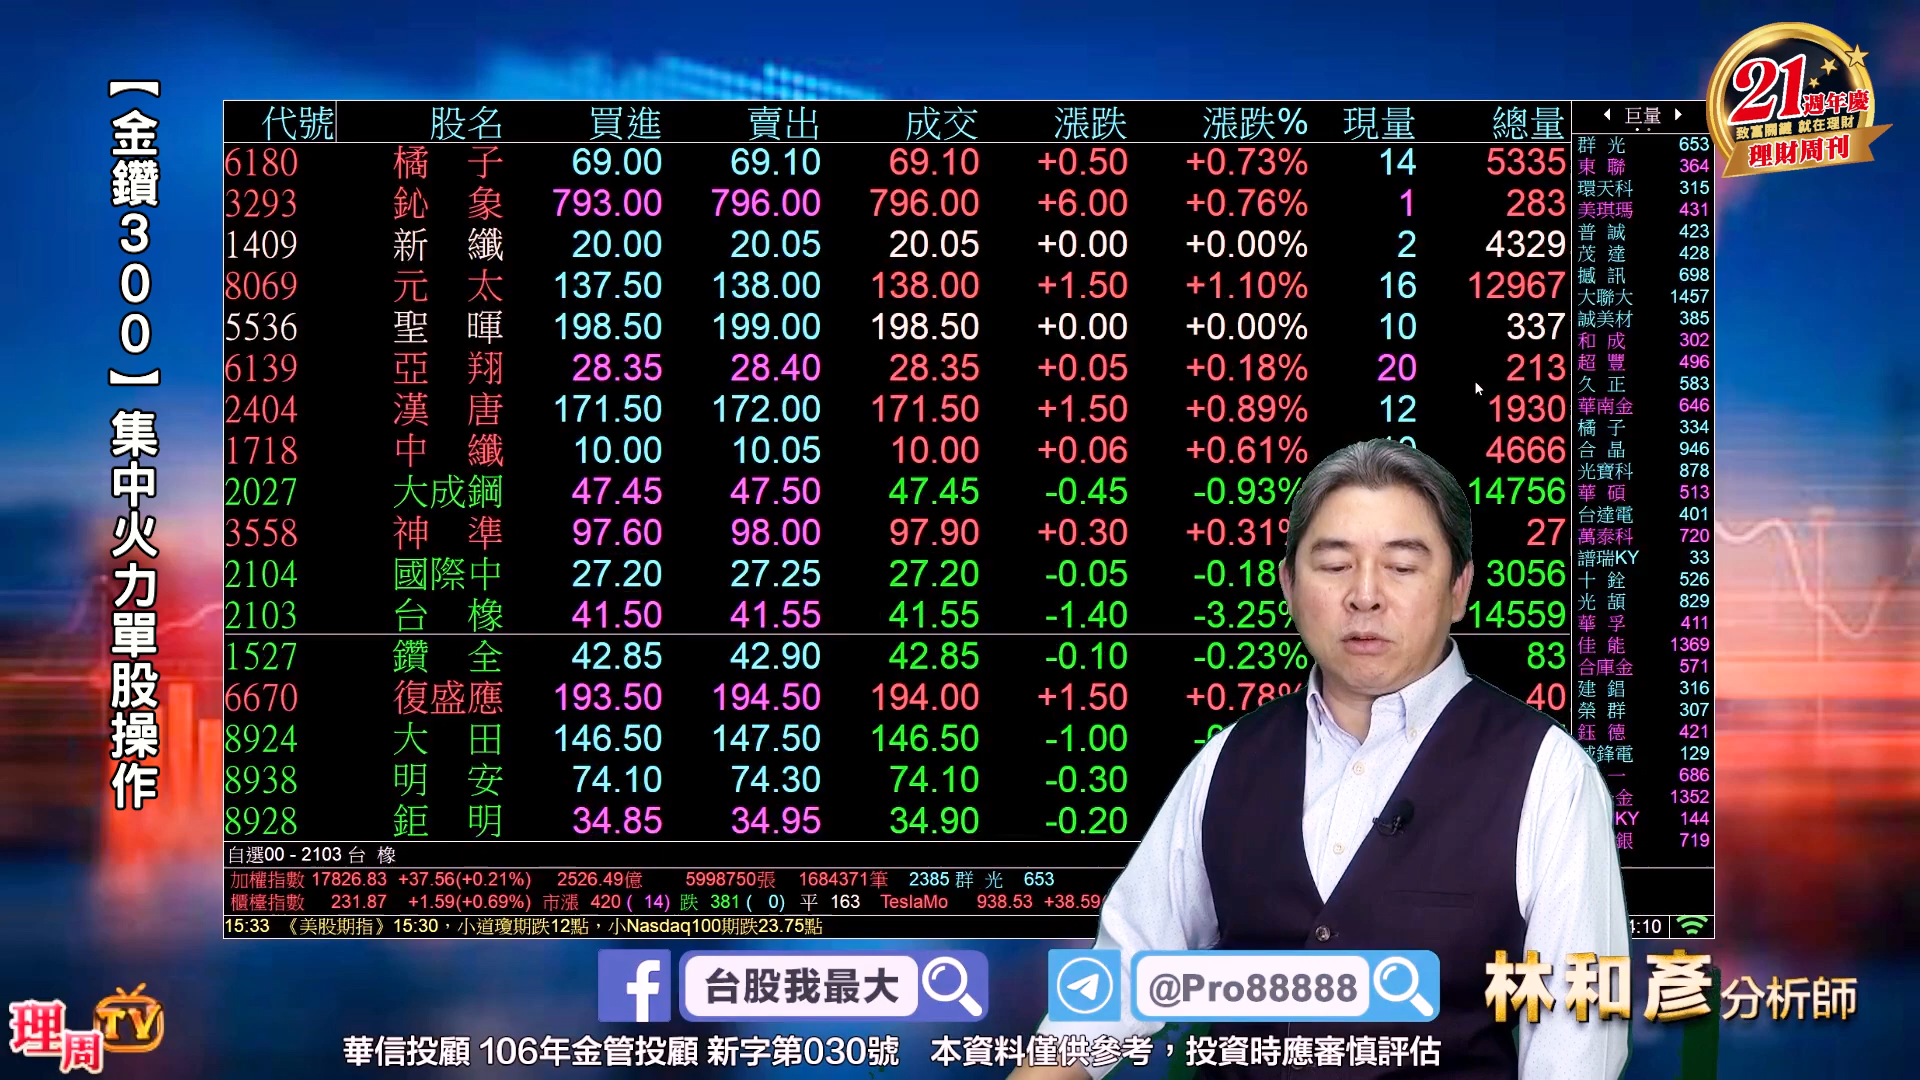 【金鑽300】集中火力單股操作
21週年慶
致富關鍵 就在理財
理財周刊
代號 股名 買進 賣出 成交 漲跌 漲跌% 現量 總量
6180 橘子 69.00 69.10 69.10 +0.50 +0.73% 14 5335
3293 鈊象 793.00 796.00 796.00 +6.00 +0.76% 1 283
1409 新纖 20.00 20.05 20.05 +0.00 +0.00% 2 4329
8069 元太 137.50 138.00 138.00 +1.50 +1.10% 16 12967
5536 聖暉 198.50 199.00 198.50 +0.00 +0.00% 10 337
6139 亞翔 28.35 28.40 28.35 +0.05 +0.18% 20 213
2404 漢唐 171.50 172.00 171.50 +1.50 +0.89% 12 1930
1718 中纖 10.00 10.05 10.00 +0.06 +0.61% 4666
2027 大成鋼 47.45 47.50 47.45 -0.45 -0.93% 14756
3558 神準 97.60 98.00 97.90 +0.30 +0.31% 27
2104 國際中 27.20 27.25 27.20 -0.05 -0.18 3056
2103 台橡 41.50 41.55 41.55 -1.40 -3.25% 14559
1527 鑽全 42.85 42.90 42.85 -0.10 -0.23% 83
6670 復盛應 193.50 194.50 194.00 +1.50 +0.78% 40
8924 大田 146.50 147.50 146.50 -1.00
8938 明安 74.10 74.30 74.10 -0.30
8928 鉅明 34.85 34.95 34.90 -0.20
巨量
群光 653
東聯 364
環天科 315
美琪瑪 431
普誠 423
茂達 428
撼訊 698
大聯大 1457
誠美材 385
和成 302
超豐 496
久正 583
華南金 646
橘子 334
合晶 946
光寶科 878
華碩 513
台達電 401
萬泰科 720
譜瑞KY 33
十銓 526
光頡 829
華孚 411
佳能 1369
合庫金 571
建錩 316
榮群 307
鈺德 421
鋒電 129
一 686
金 1352
KY 144
銀 719
自選00 - 2103 台橡
加權指數 17826.83 +37.56(+0.21%) 2526.49億 5998750張 1684371筆 2385 群光 653
櫃檯指數 231.87 +1.59(+0.69%) 市漲 420 ( 14) 跌 381 ( 0) 平 163 TeslaMo 938.53 +38.59
15:33 《美股期指》15:30，小道瓊期跌12點，小Nasdaq100期跌23.75點
:10
台股我最大
@Pro88888
林和彥分析師
理周TV
華信投顧 106年金管投顧 新字第030號 本資料僅供參考，投資時應審慎評估